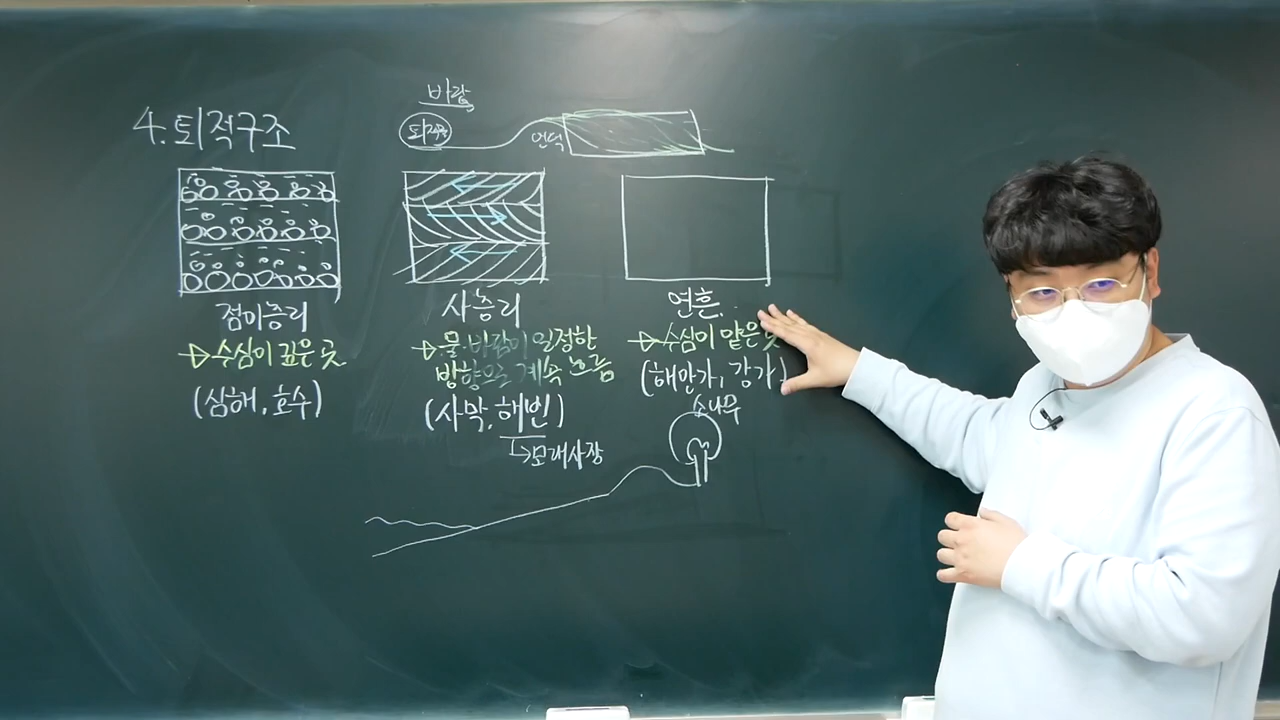 4. 퇴적구조
바람
퇴적물
언덕
점이층리
→수심이 깊은 곳
(심해, 호수)
사층리
→물·바람이 일정한
방향으로 계속 흐름
(사막, 해빈)
→모래사장
연흔
→수심이 얕은 곳
(해안가, 강가)
소나무